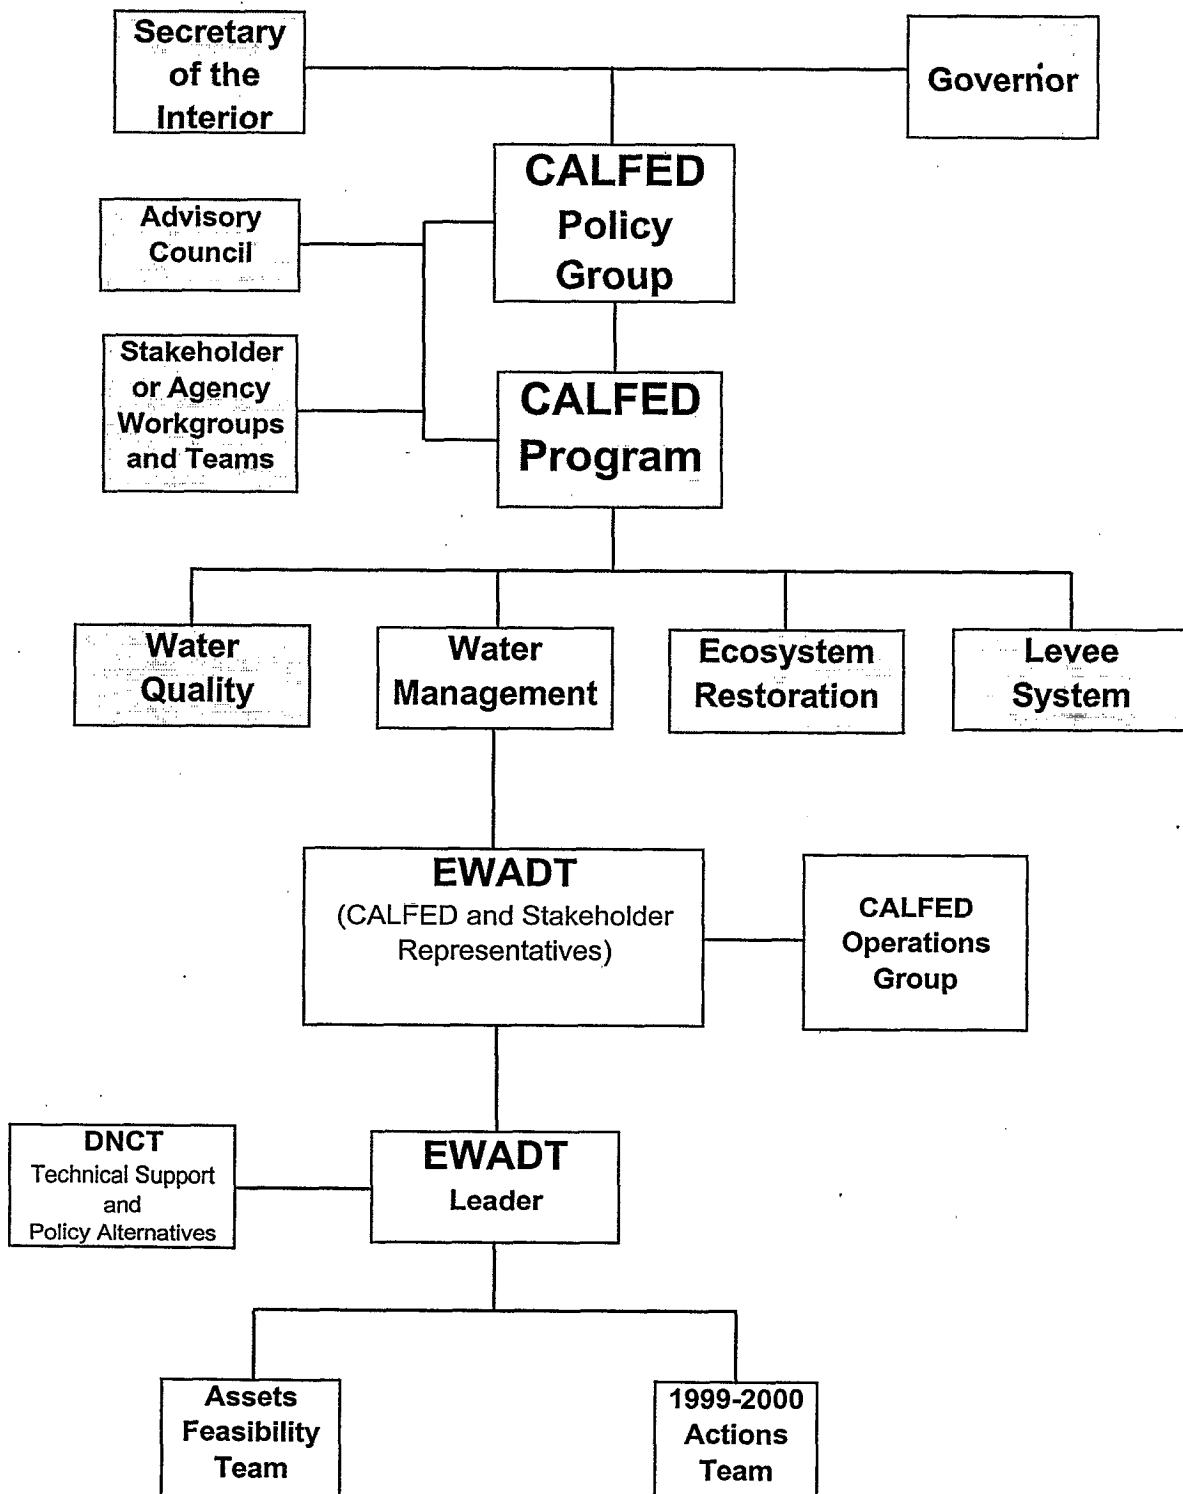 Secretary
of the
Interior
Governor
CALFED
Policy
Group
Advisory
Council
Stakeholder
or Agency
Workgroups
and Teams
CALFED
Program
Water
Quality
Water
Management
Ecosystem
Restoration
Levee
System
EWADT
(CALFED and Stakeholder
Representatives)
CALFED
Operations
Group
DNCT
Technical Support
and
Policy Alternatives
EWADT
Leader
Assets
Feasibility
Team
1999-2000
Actions
Team